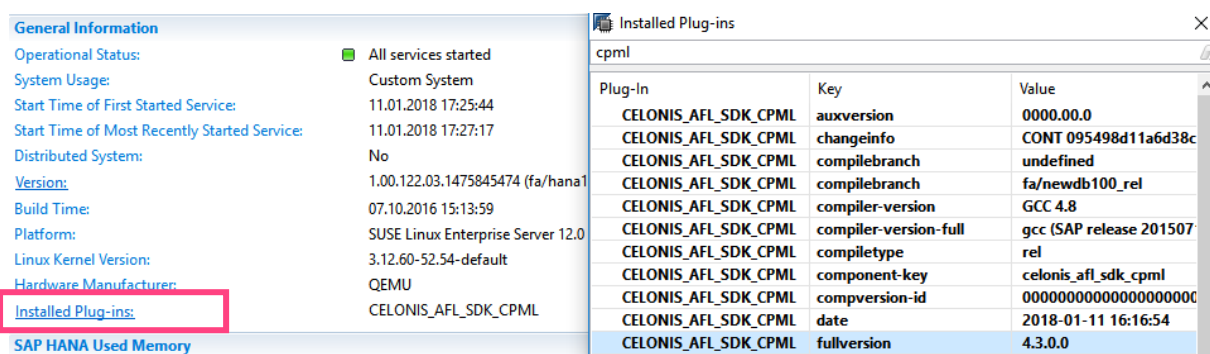 General Information
Operational Status: All services started
System Usage: Custom System
Start Time of First Started Service: 11.01.2018 17:25:44
Start Time of Most Recently Started Service: 11.01.2018 17:27:17
Distributed System: No
Version: 1.00.122.03.1475845474 (fa/hana1
Build Time: 07.10.2016 15:13:59
Platform: SUSE Linux Enterprise Server 12.0
Linux Kernel Version: 3.12.60-52.54-default
Hardware Manufacturer: QEMU
Installed Plug-ins: CELONIS_AFL_SDK_CPML
SAP HANA Used Memory
Installed Plug-ins
cpml
Plug-In Key Value
CELONIS_AFL_SDK_CPML auxversion 0000.00.0
CELONIS_AFL_SDK_CPML changeinfo CONT 095498d11a6d38c
CELONIS_AFL_SDK_CPML compilebranch undefined
CELONIS_AFL_SDK_CPML compilebranch fa/newdb100_rel
CELONIS_AFL_SDK_CPML compiler-version GCC 4.8
CELONIS_AFL_SDK_CPML compiler-version-full gcc (SAP release 201507
CELONIS_AFL_SDK_CPML compiletype rel
CELONIS_AFL_SDK_CPML component-key celonis_afl_sdk_cpml
CELONIS_AFL_SDK_CPML compversion-id 00000000000000000000
CELONIS_AFL_SDK_CPML date 2018-01-11 16:16:54
CELONIS_AFL_SDK_CPML fullversion 4.3.0.0